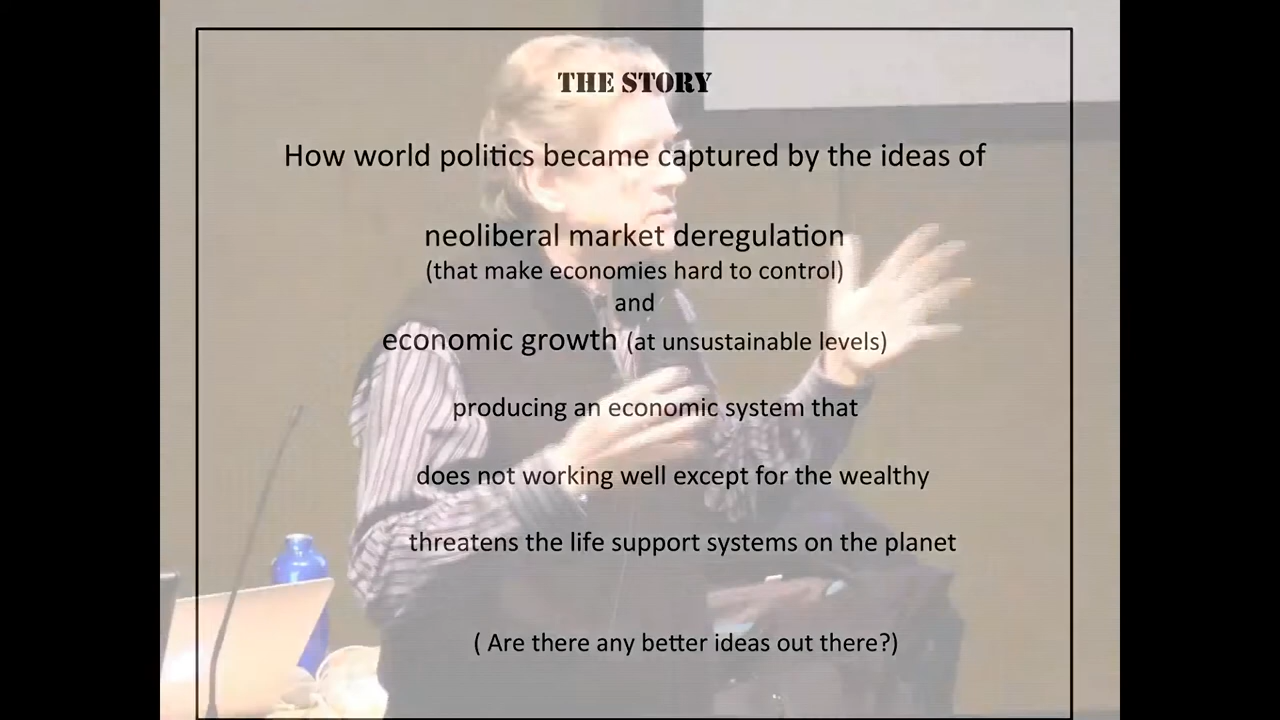 THE STORY
How world politics became captured by the ideas of
neoliberal market deregulation
(that make economies hard to control)
and
economic growth (at unsustainable levels)
producing an economic system that
does not working well except for the wealthy
threatens the life support systems on the planet
( Are there any better ideas out there?)